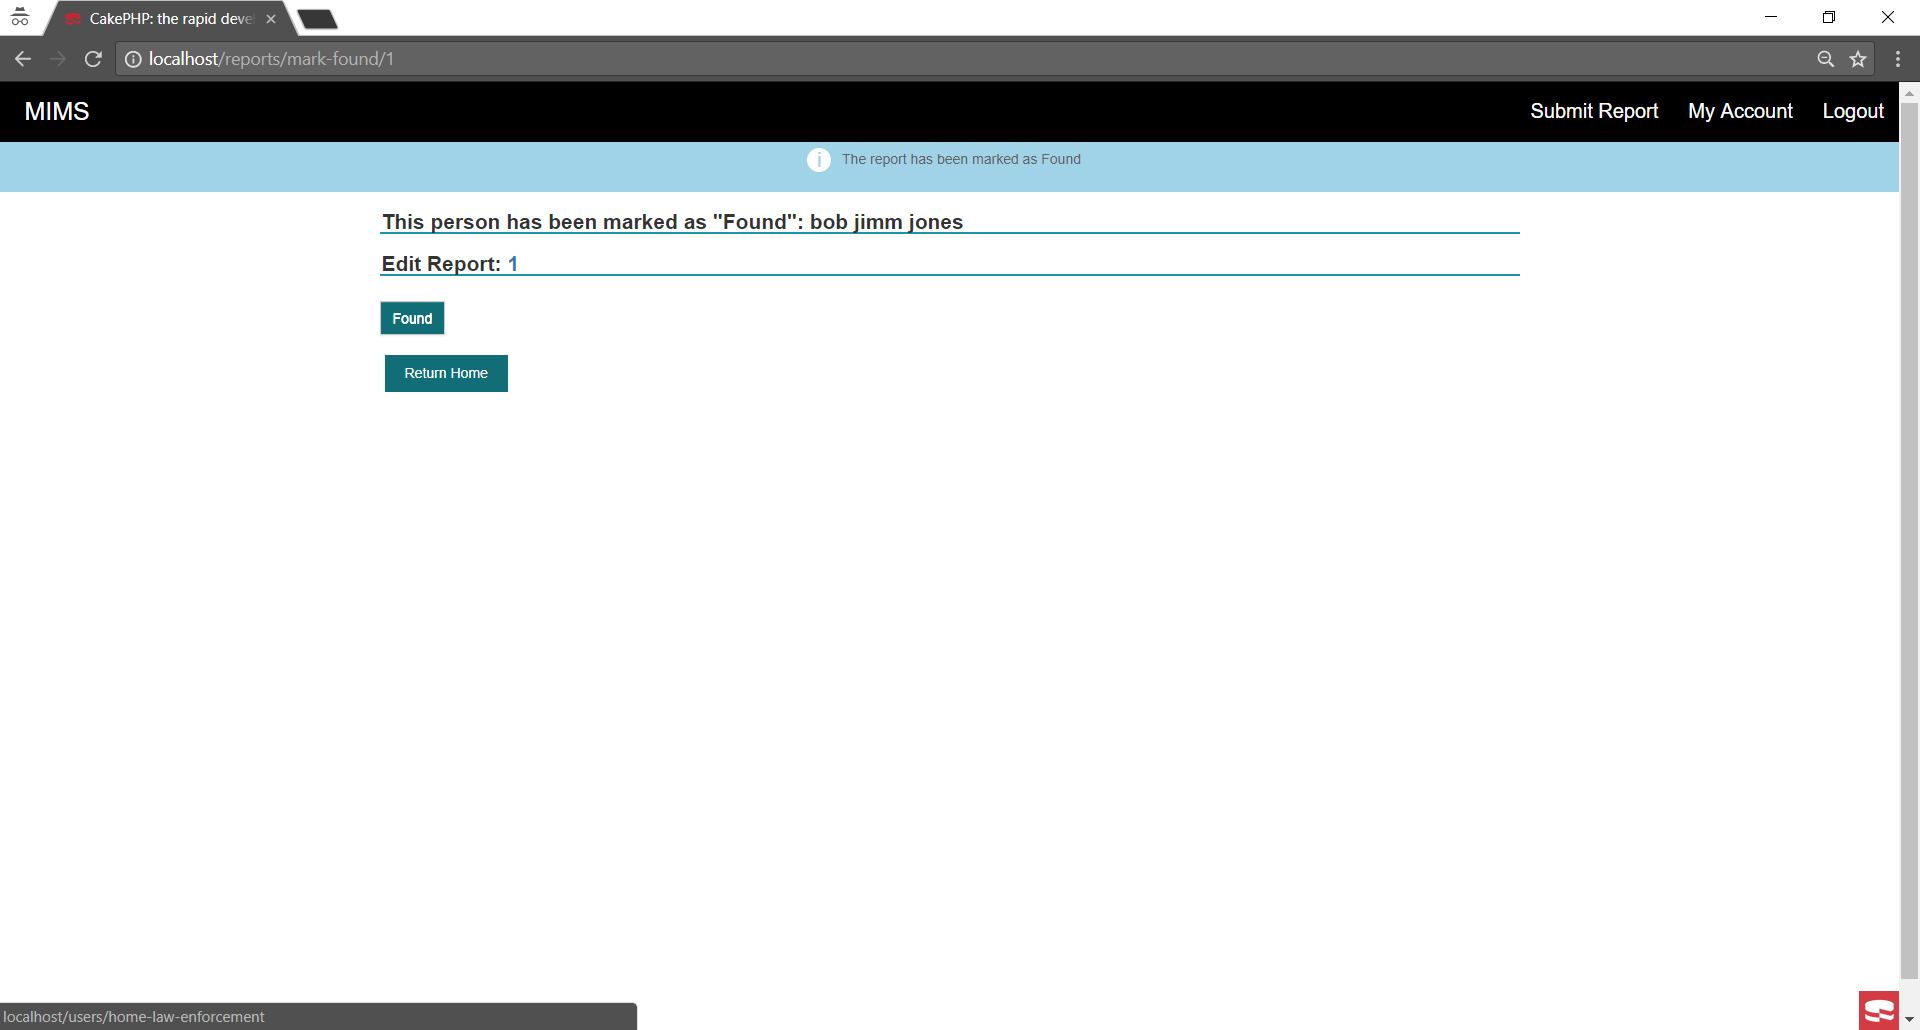 CakePHP: the rapid deve
localhost/reports/mark-found/1
MIMS
Submit Report
My Account
Logout
The report has been marked as Found
This person has been marked as "Found": bob jimm jones
Edit Report: 1
Found
Return Home
localhost/users/home-law-enforcement